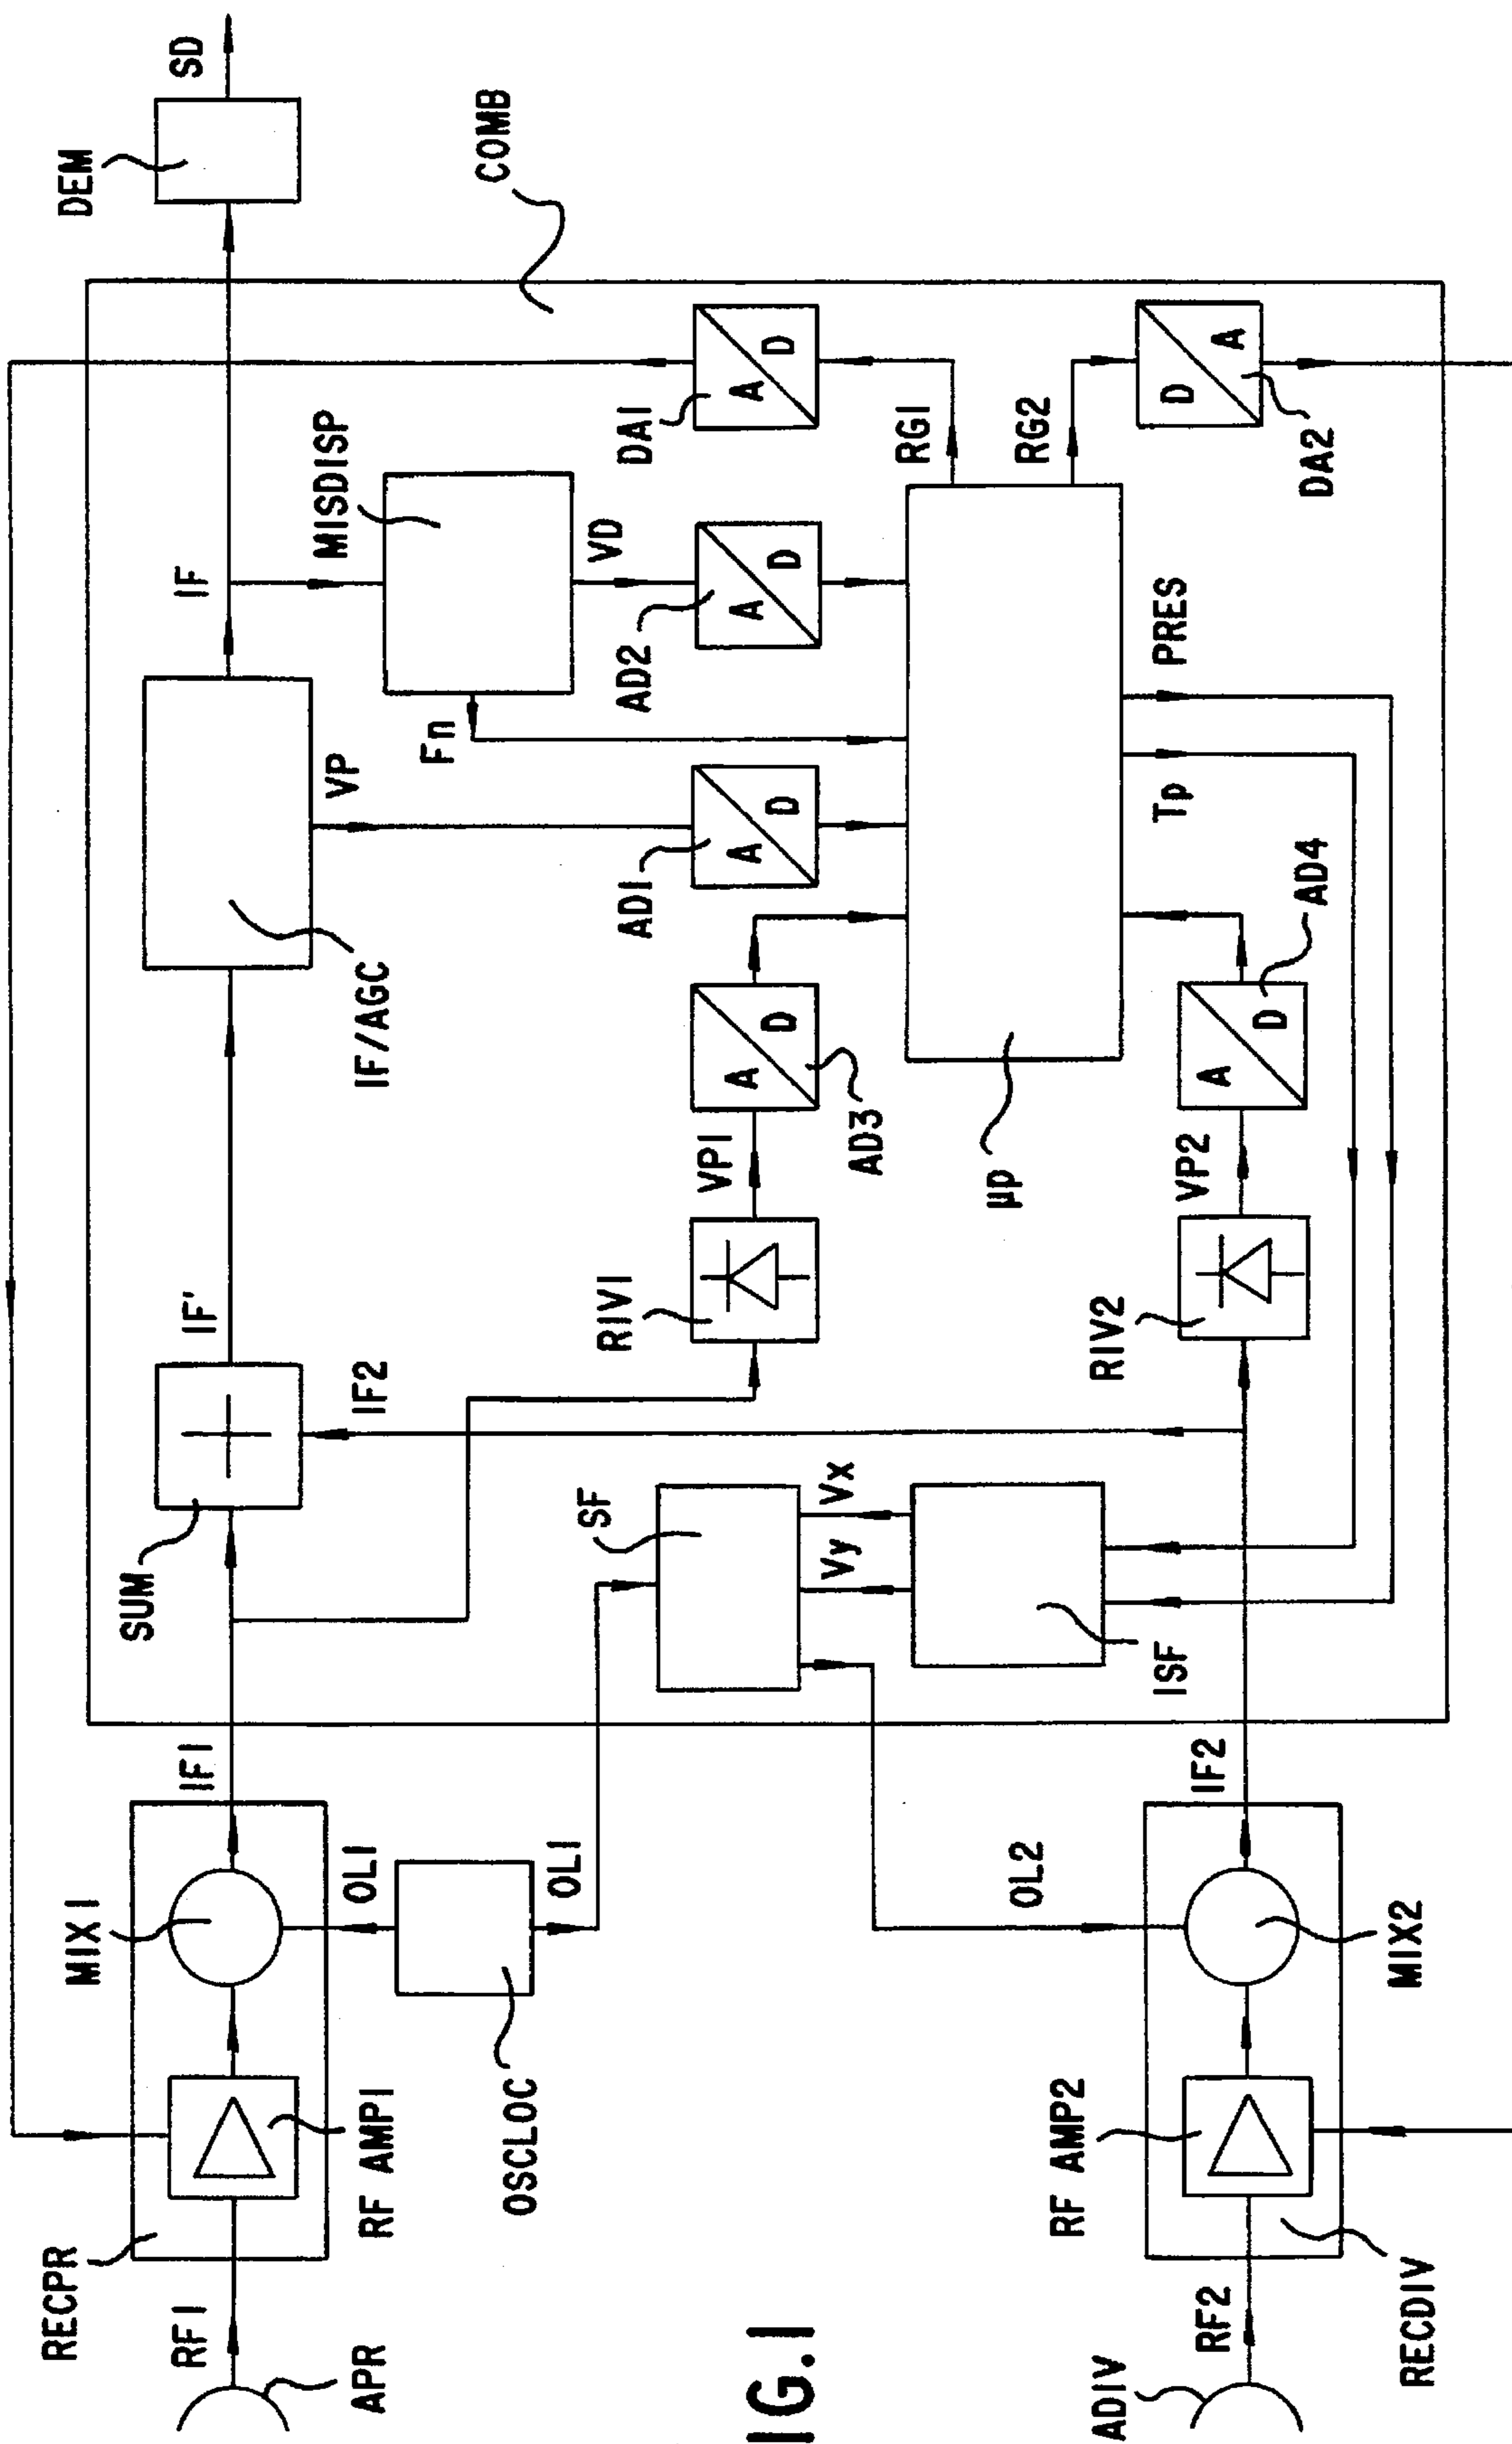 RECPR
RF1
APR
RF AMP1
MIX1
OL1
OSCLOC
OL1
IF1
SUM
IF'
IF2
IF/AGC
VP
IF
MISDISP
Fn
VD
DEM
SD
COMB
DA1
A
D
AD2
A
D
AD1
A
D
RG1
RG2
D
A
DA2
RIV1
VP1
A
D
AD3
μp
PRES
Tp
SF
Vx
Vy
ISF
RIV2
VP2
A
D
AD4
OL2
IF2
MIX2
RF AMP2
RF2
ADIV
RECDIV
IG.1